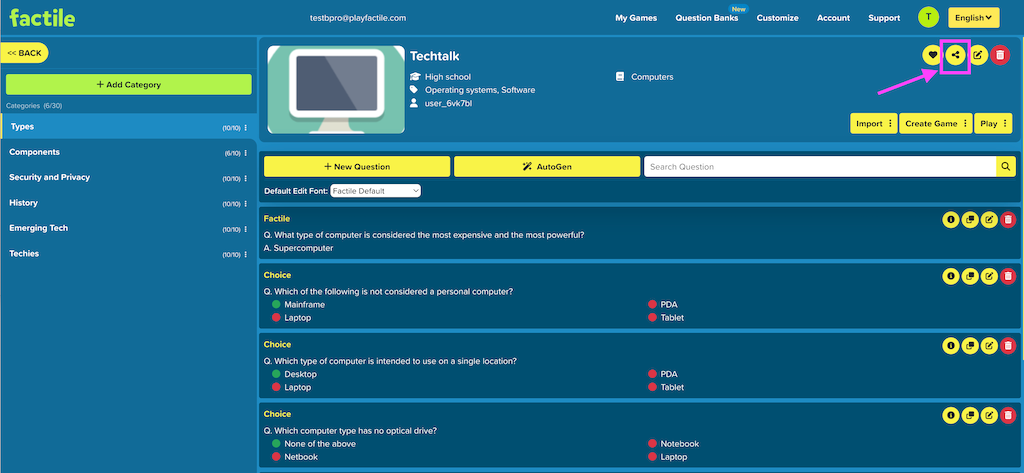 factile
testbpro@playfactile.com
My Games
Question Banks
New
Customize
Account
Support
T
English
<< BACK
+ Add Category
Categories (6/30)
Types (10/10)
Components (6/10)
Security and Privacy (10/10)
History (10/10)
Emerging Tech (10/10)
Techies (10/10)
Techtalk
High school
Computers
Operating systems, Software
user_6vk7bl
Import
Create Game
Play
+ New Question
AutoGen
Search Question
Default Edit Font: Factile Default
Factile
Q. What type of computer is considered the most expensive and the most powerful?
A. Supercomputer
Choice
Q. Which of the following is not considered a personal computer?
Mainframe
PDA
Laptop
Tablet
Choice
Q. Which type of computer is intended to use on a single location?
Desktop
PDA
Laptop
Tablet
Choice
Q. Which computer type has no optical drive?
None of the above
Notebook
Netbook
Laptop